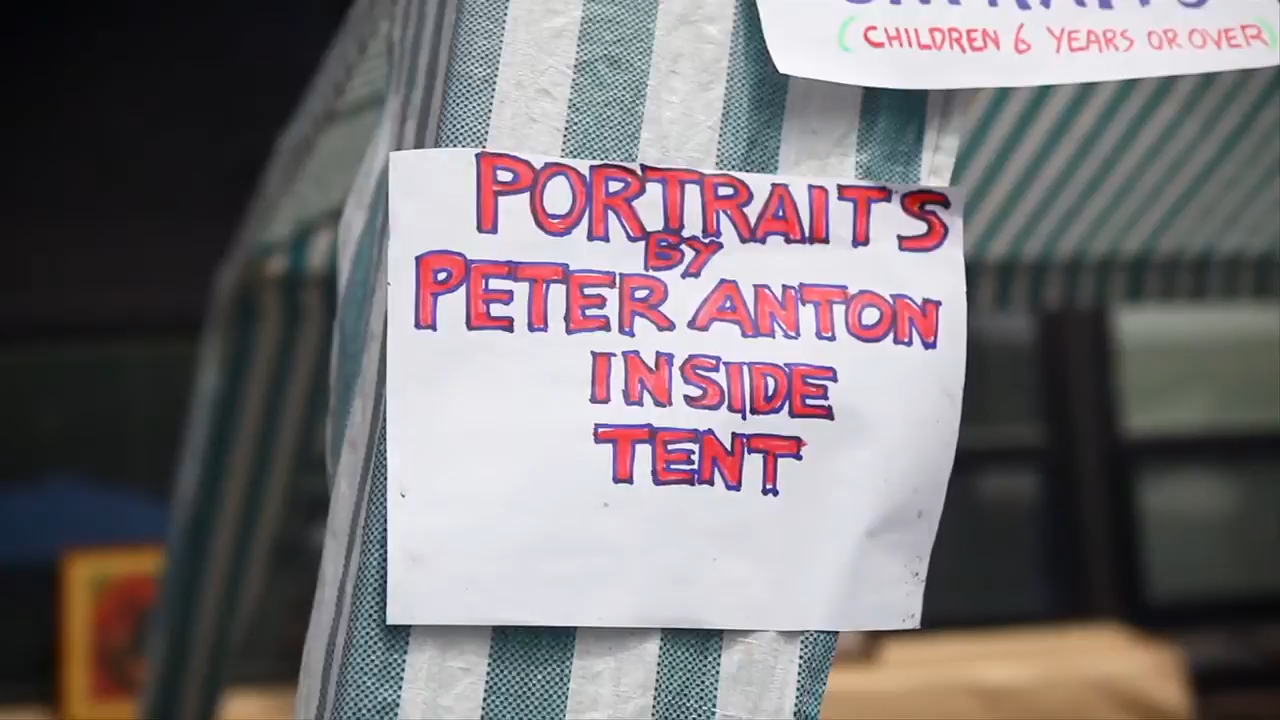 (CHILDREN 6 YEARS OR OVER)
PORTRAITS
BY
PETER ANTON
INSIDE
TENT